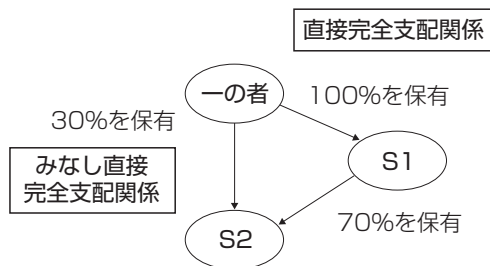 直接完全支配関係
一の者
100%を保有
30%を保有
みなし直接
完全支配関係
S1
70%を保有
S2